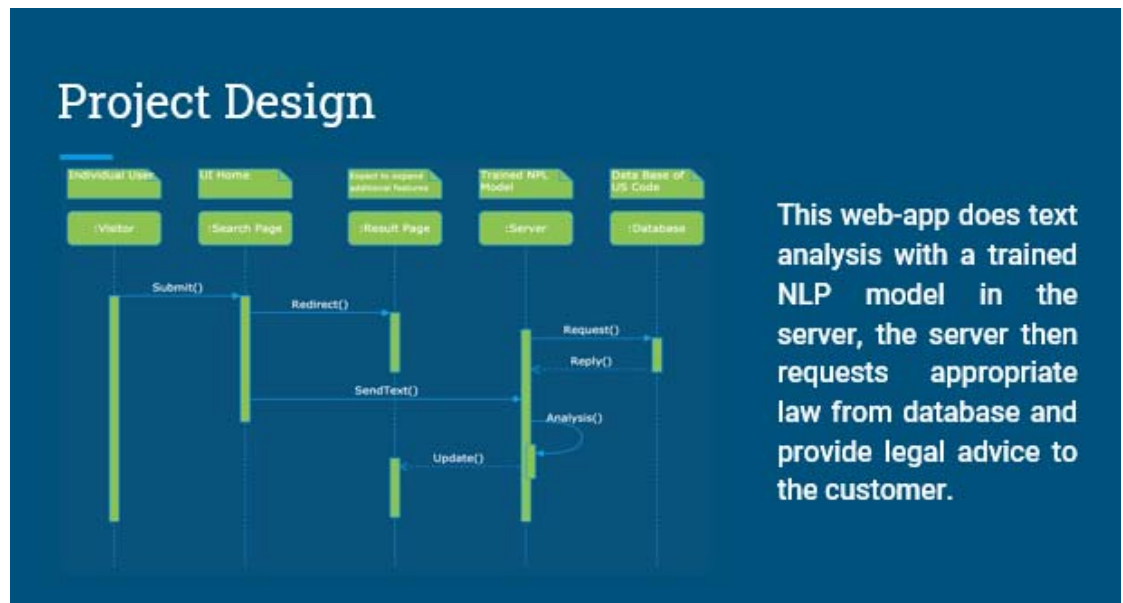 Project Design
Individual User
UI Home
Expect to expand
additional features
Trained NPL
Model
Data Base of
US Code
:Visitor
:Search Page
:Result Page
:Server
:Database
Submit()
Redirect()
Request()
Reply()
SendText()
Analysis()
Update()
This web-app does text
analysis with a trained
NLP model in the
server, the server then
requests appropriate
law from database and
provide legal advice to
the customer.